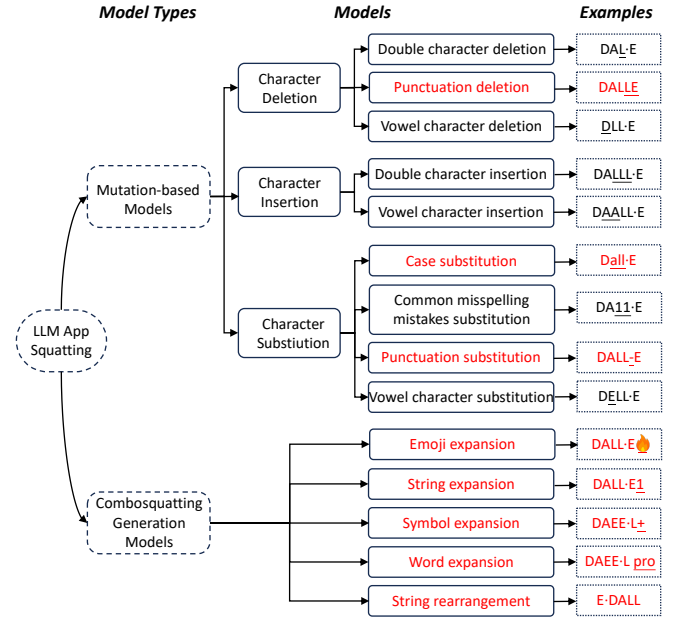 Model Types Models Examples
Double character deletion DAL·E
Character
Deletion
Punctuation deletion DALLE
Vowel character deletion DLL·E
Mutation-based
Models
Character
Insertion
Double character insertion DALLL·E
Vowel character insertion DAALL·E
Case substitution Dall·E
LLM App
Squatting
Character
Substiution
Common misspelling
mistakes substitution
DA11·E
Punctuation substitution DALL-E
Vowel character substitution DELL·E
Emoji expansion DALL·E🔥
String expansion DALL·E1
Combosquatting
Generation
Models
Symbol expansion DAEE·L+
Word expansion DAEE·L pro
String rearrangement E·DALL